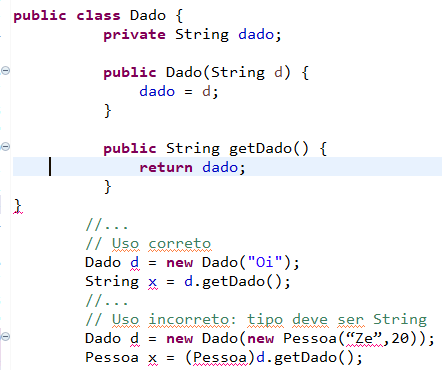 public class Dado {
private String dado;
public Dado(String d) {
dado = d;
}
public String getDado() {
return dado;
}
}
//...
// Uso correto
Dado d = new Dado("Oi");
String x = d.getDado();
//...
// Uso incorreto: tipo deve ser String
Dado d = new Dado(new Pessoa(“Ze”,20));
Pessoa x = (Pessoa)d.getDado();